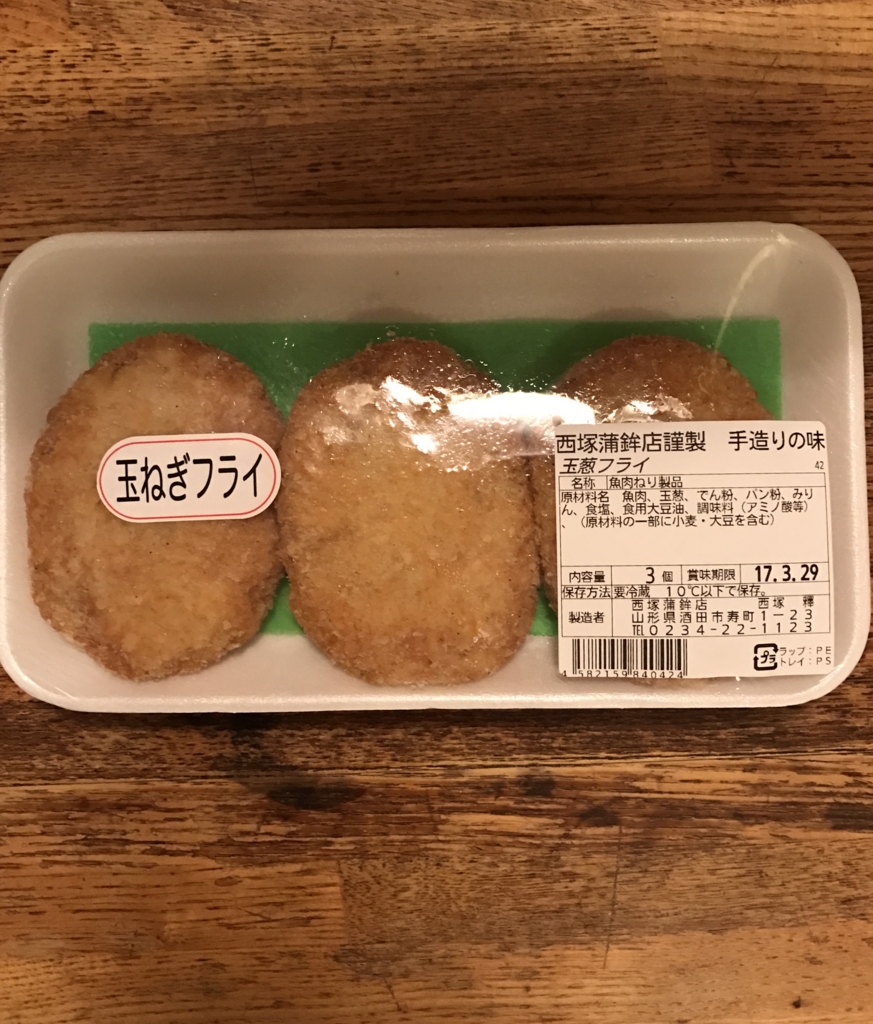 玉ねぎフライ
西塚蒲鉾店謹製 手造りの味
玉葱フライ 42
名称 魚肉ねり製品
原材料名 魚肉、玉葱、でん粉、パン粉、みり
ん、食塩、食用大豆油、調味料（アミノ酸等）
、（原材料の一部に小麦・大豆を含む）
内容量 3個 賞味期限 17.3.29
保存方法 要冷蔵 10℃以下で保存。
製造者 西塚蒲鉾店 西塚 釋
山形県酒田市寿町1-23
TEL0234-22-1123
4582159840424
プラ ラップ:PE
トレイ:PS